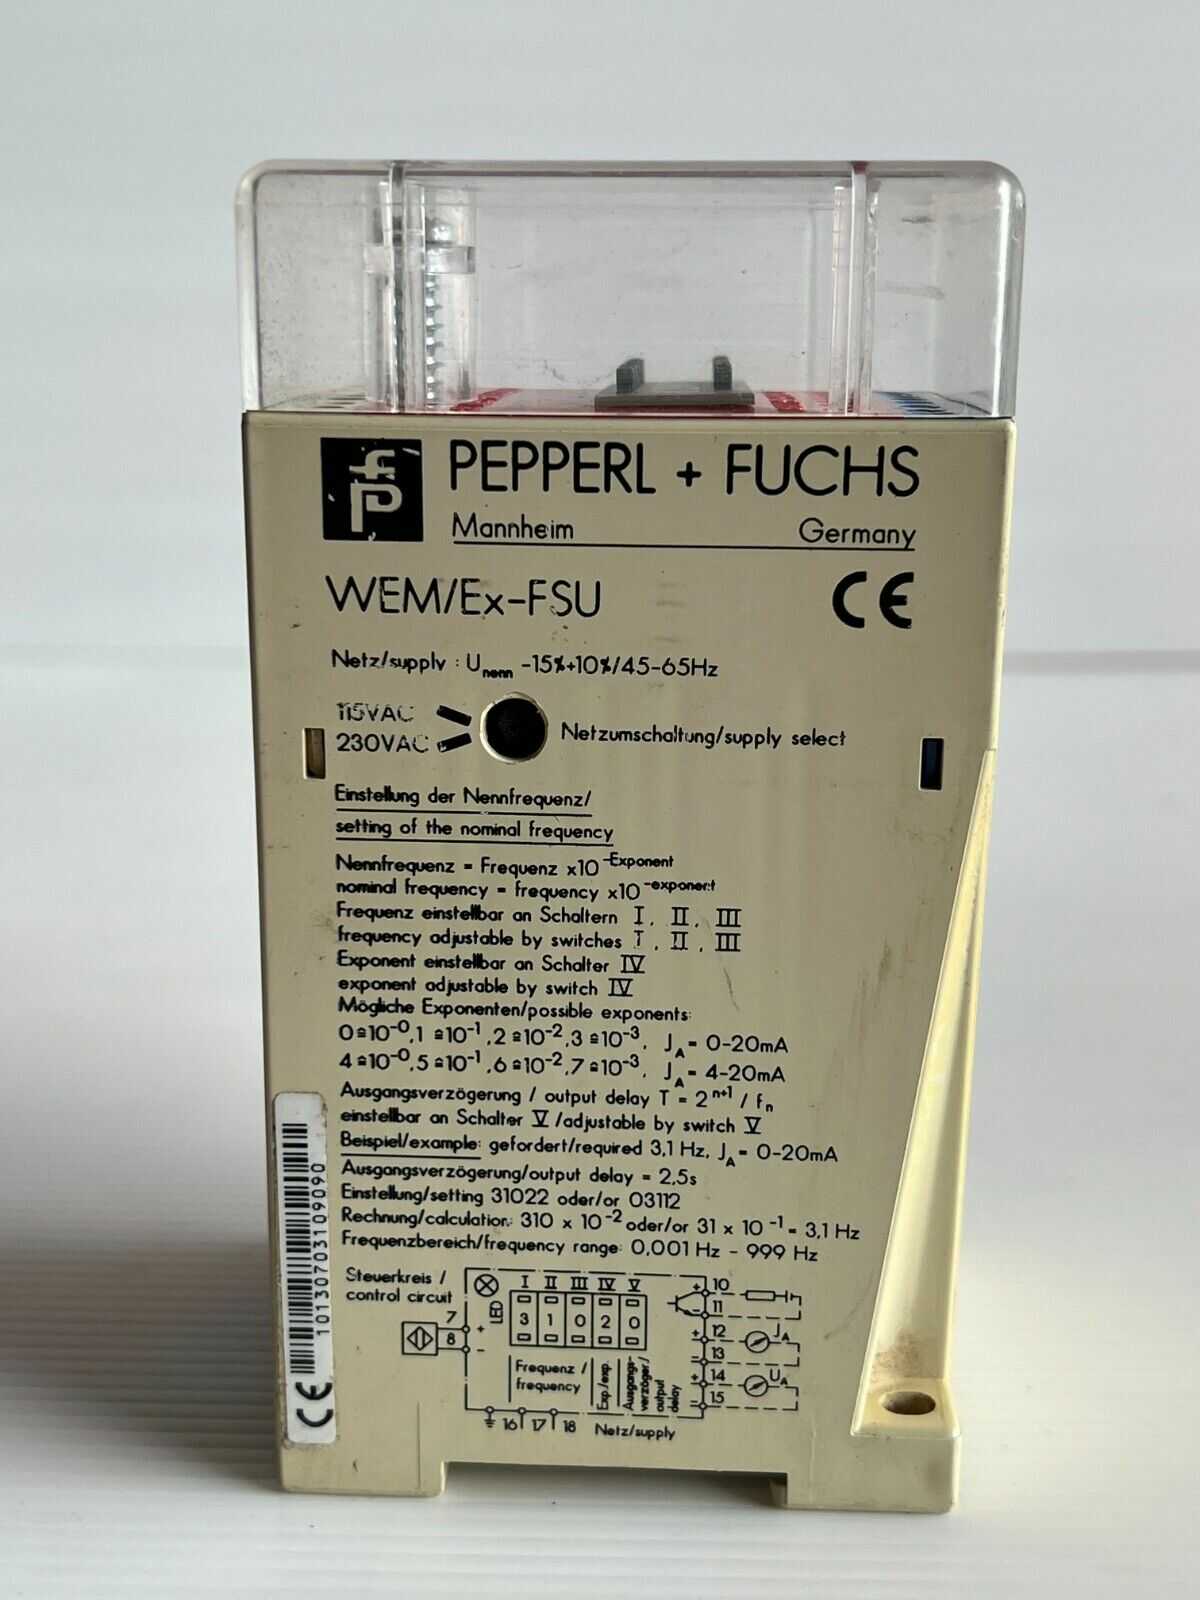 PEPPERL + FUCHS
Mannheim Germany
WEM/Ex-FSU CE
Netz/supply : Unenn -15%+10%/45-65Hz
115VAC
230VAC
Netzumschaltung/supply select
Einstellung der Nennfrequenz/
setting of the nominal frequency
Nennfrequenz = Frequenz x10^-Exponent
nominal frequency = frequency x10^-exponent
Frequenz einstellbar an Schaltern I, II, III
frequency adjustable by switches I, II, III
Exponent einstellbar an Schalter IV
exponent adjustable by switch IV
Mögliche Exponenten/possible exponents:
0≙10^-0, 1≙10^-1, 2≙10^-2, 3≙10^-3, JA= 0-20mA
4≙10^-0, 5≙10^-1, 6≙10^-2, 7≙10^-3, JA= 4-20mA
Ausgangsverzögerung / output delay T = 2^n+1 / fn
einstellbar an Schalter V /adjustable by switch V
Beispiel/example: gefordert/required 3,1 Hz, JA= 0-20mA
Ausgangsverzögerung/output delay = 2,5s
Einstellung/setting 31022 oder/or 03112
Rechnung/calculation: 310 x 10^-2 oder/or 31 x 10^-1 = 3,1 Hz
Frequenzbereich/frequency range: 0,001 Hz - 999 Hz
Steuerkreis /
control circuit
7
8
+
-
LED
I II III IV V
3 1 0 2 0
Frequenz /
frequency
Exp./exp.
Ausgangs-
verzöger/
output
delay
+ 10
- 11
+ 12 JA
- 13
+ 14 UA
- 15
16 17 18 Netz/supply
101307031090​90
CE